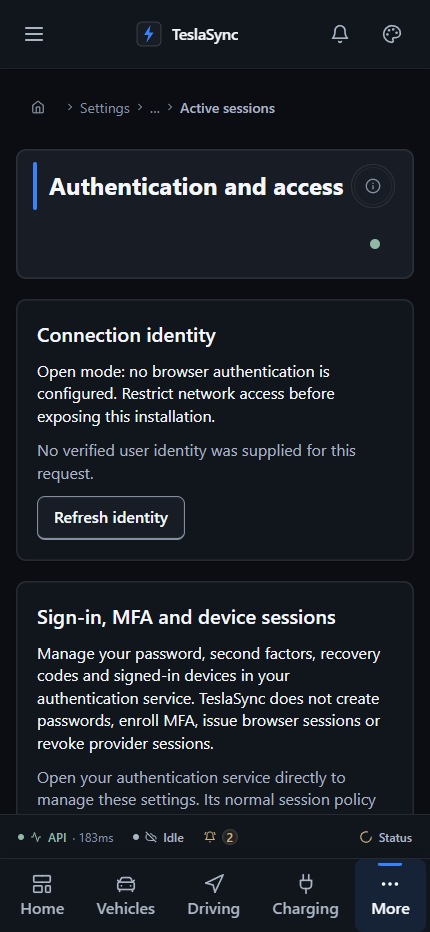 TeslaSync
Settings
...
Active sessions
Authentication and access
Connection identity
Open mode: no browser authentication is
configured. Restrict network access before
exposing this installation.
No verified user identity was supplied for this
request.
Refresh identity
Sign-in, MFA and device sessions
Manage your password, second factors, recovery
codes and signed-in devices in your
authentication service. TeslaSync does not create
passwords, enroll MFA, issue browser sessions or
revoke provider sessions.
Open your authentication service directly to
manage these settings. Its normal session policy
API · 183ms
Idle
2
Status
Home
Vehicles
Driving
Charging
More